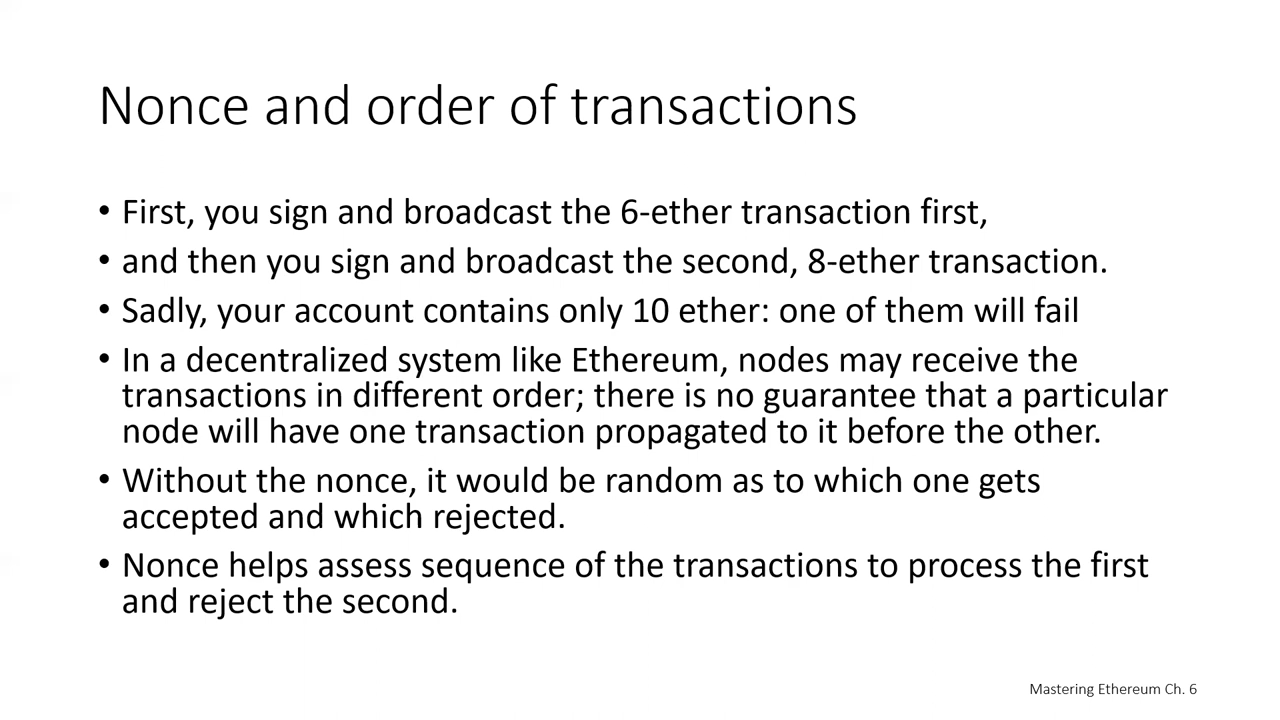 Nonce and order of transactions
• First, you sign and broadcast the 6-ether transaction first,
• and then you sign and broadcast the second, 8-ether transaction.
• Sadly, your account contains only 10 ether: one of them will fail
• In a decentralized system like Ethereum, nodes may receive the
transactions in different order; there is no guarantee that a particular
node will have one transaction propagated to it before the other.
• Without the nonce, it would be random as to which one gets
accepted and which rejected.
• Nonce helps assess sequence of the transactions to process the first
and reject the second.
Mastering Ethereum Ch. 6